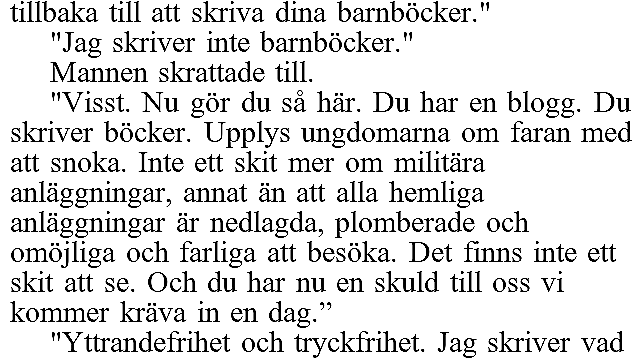 tillbaka till att skriva dina barnböcker."
"Jag skriver inte barnböcker."
Mannen skrattade till.
"Visst. Nu gör du så här. Du har en blogg. Du
skriver böcker. Upplys ungdomarna om faran med
att snoka. Inte ett skit mer om militära
anläggningar, annat än att alla hemliga
anläggningar är nedlagda, plomberade och
omöjliga och farliga att besöka. Det finns inte ett
skit att se. Och du har nu en skuld till oss vi
kommer kräva in en dag.”
"Yttrandefrihet och tryckfrihet. Jag skriver vad